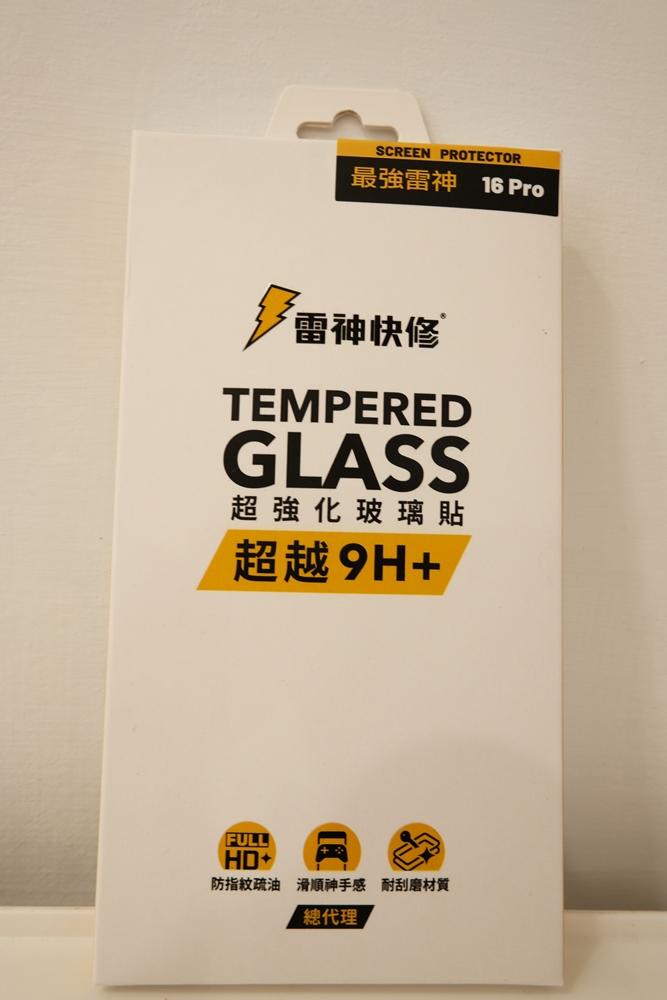 SCREEN PROTECTOR
最強雷神 16 Pro
雷神快修®
TEMPERED
GLASS
超強化玻璃貼
超越9H+
FULL
HD+
防指紋疏油 滑順神手感 耐刮磨材質
總代理